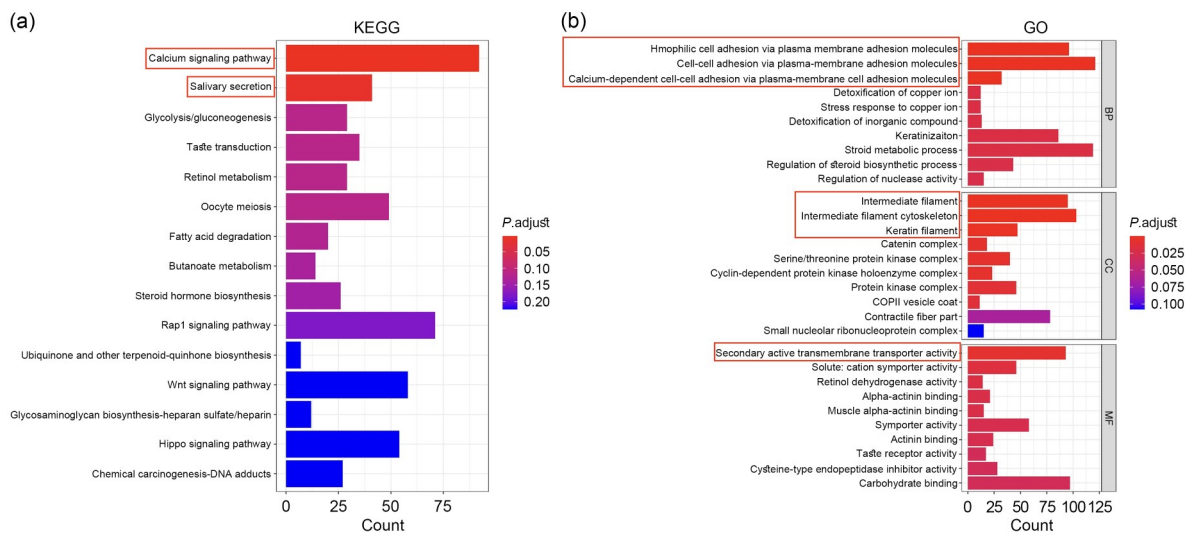 (a)
KEGG
Calcium signaling pathway
Salivary secretion
Glycolysis/gluconeogenesis
Taste transduction
Retinol metabolism
Oocyte meiosis
Fatty acid degradation
Butanoate metabolism
Steroid hormone biosynthesis
Rap1 signaling pathway
Ubiquinone and other terpenoid-quinhone biosynthesis
Wnt signaling pathway
Glycosaminoglycan biosynthesis-heparan sulfate/heparin
Hippo signaling pathway
Chemical carcinogenesis-DNA adducts
0 25 50 75
Count
P.adjust
0.05
0.10
0.15
0.20
(b)
GO
Hmophilic cell adhesion via plasma membrane adhesion molecules
Cell-cell adhesion via plasma-membrane adhesion molecules
Calcium-dependent cell-cell adhesion via plasma-membrane cell adhesion molecules
Detoxification of copper ion
Stress response to copper ion
Detoxification of inorganic compound
Keratinizaiton
Stroid metabolic process
Regulation of steroid biosynthetic process
Regulation of nuclease activity
BP
Intermediate filament
Intermediate filament cytoskeleton
Keratin filament
Catenin complex
Serine/threonine protein kinase complex
Cyclin-dependent protein kinase holoenzyme complex
Protein kinase complex
COPII vesicle coat
Contractile fiber part
Small nucleolar ribonucleoprotein complex
CC
Secondary active transmembrane transporter activity
Solute: cation symporter activity
Retinol dehydrogenase activity
Alpha-actinin binding
Muscle alpha-actinin binding
Symporter activity
Actinin binding
Taste receptor activity
Cysteine-type endopeptidase inhibitor activity
Carbohydrate binding
MF
0 25 50 75 100 125
Count
P.adjust
0.025
0.050
0.075
0.100